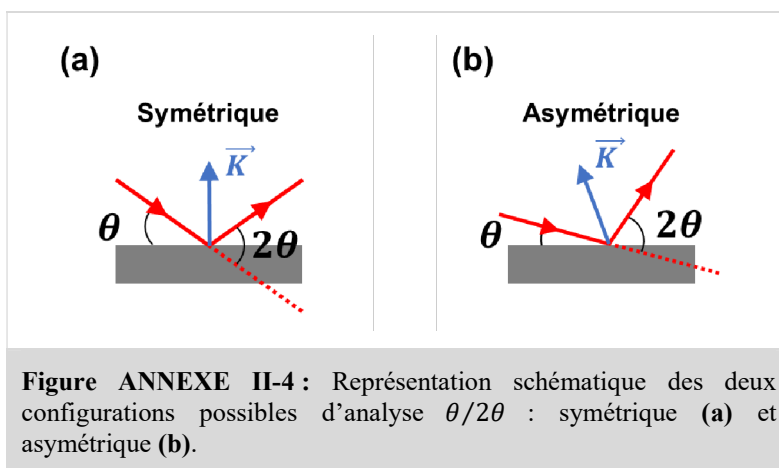 (a)
Symétrique
K
θ
2θ
(b)
Asymétrique
K
θ
2θ
Figure ANNEXE II-4 : Représentation schématique des deux
configurations possibles d’analyse θ/2θ : symétrique (a) et
asymétrique (b).